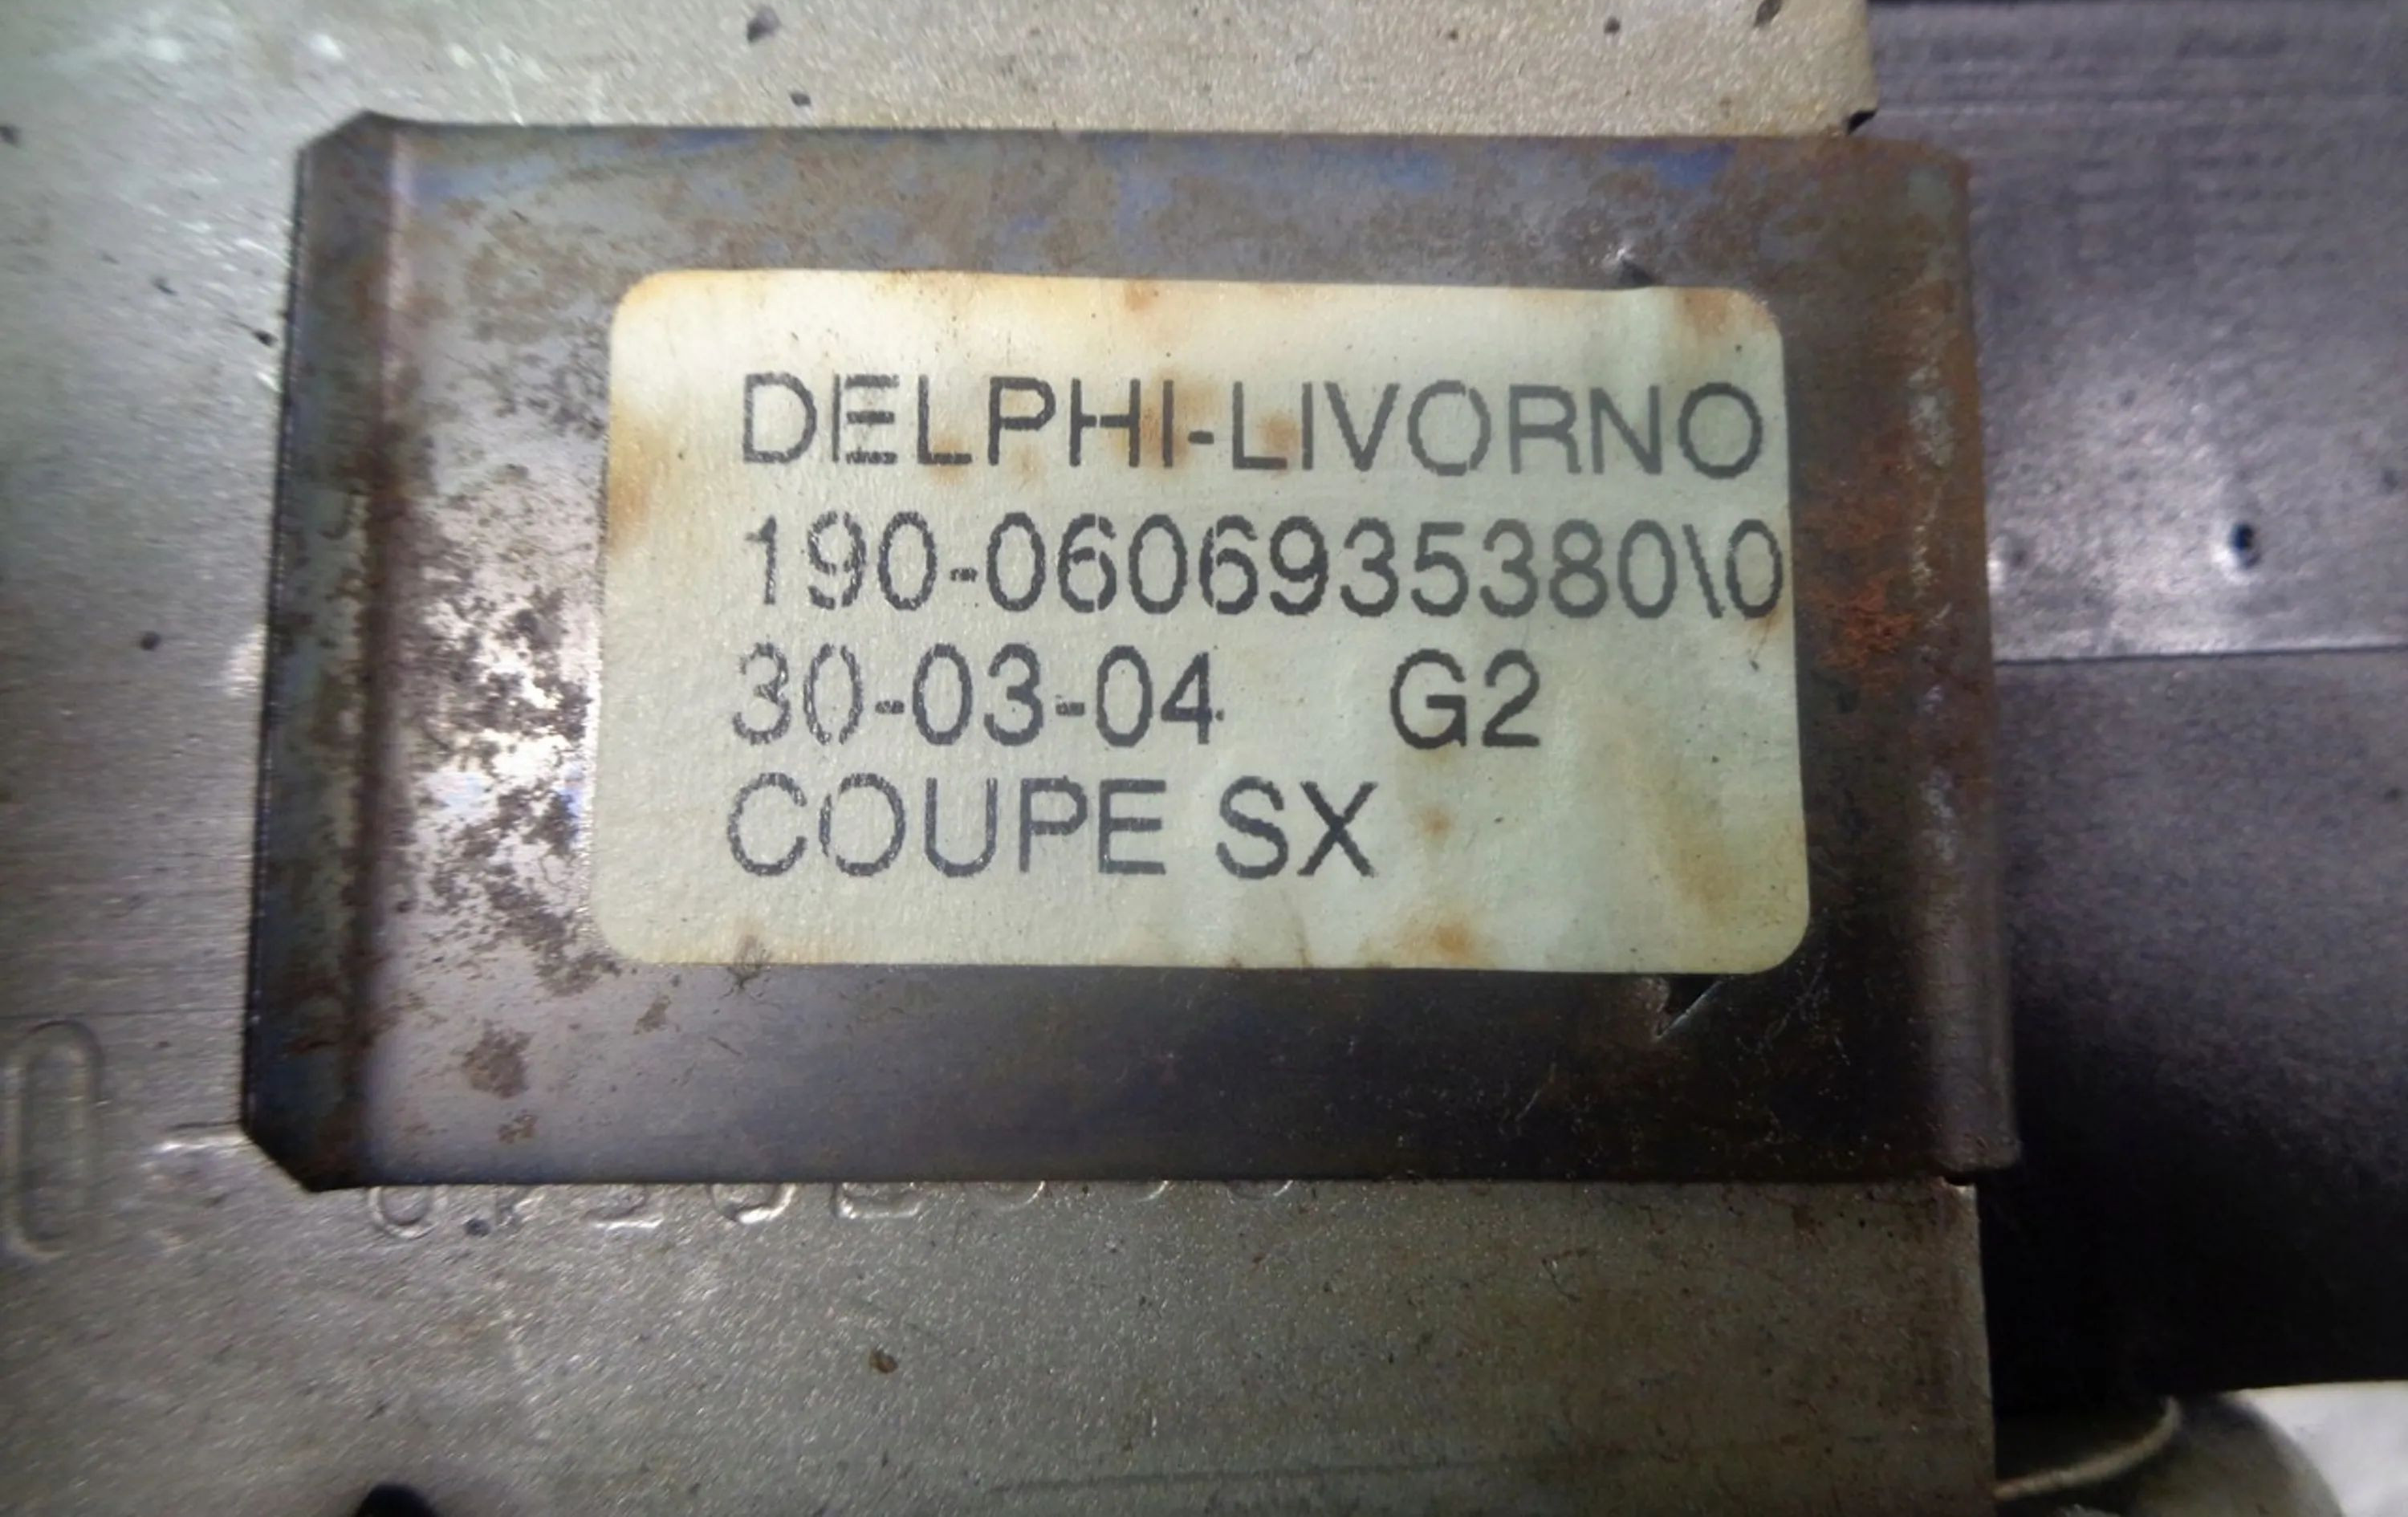 DELPHI-LIVORNO
190-0606935380\0
30-03-04 G2
COUPE SX